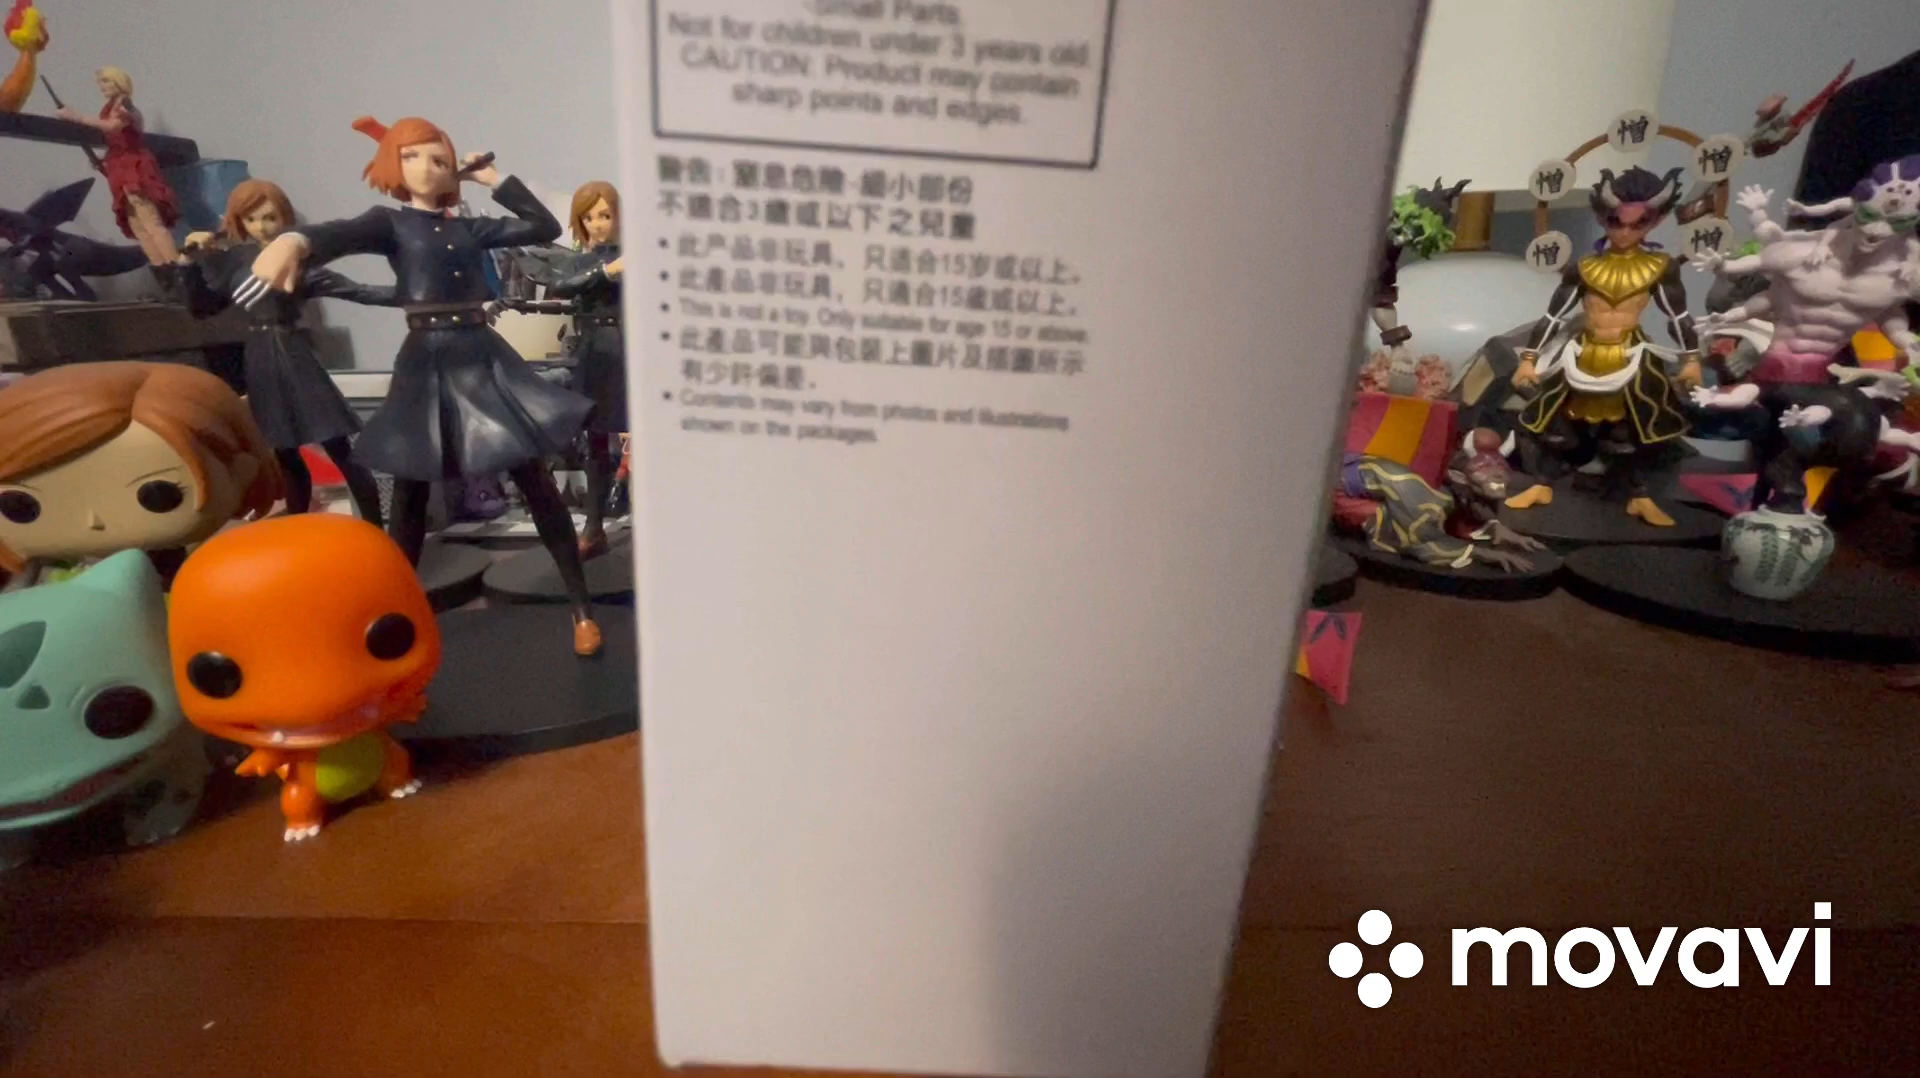 -Small Parts.
Not for children under 3 years old.
CAUTION: Product may contain
sharp points and edges.
警告：窒息危險-細小部份
不適合3歲或以下之兒童
• 此产品非玩具，只适合15岁或以上。
• 此產品非玩具，只適合15歲或以上。
• This is not a toy. Only suitable for age 15 or above.
• 此產品可能與包裝上圖片及插圖所示
有少許偏差。
• Contents may vary from photos and illustrations
shown on the packages.
憎
憎
憎
憎
憎
movavi